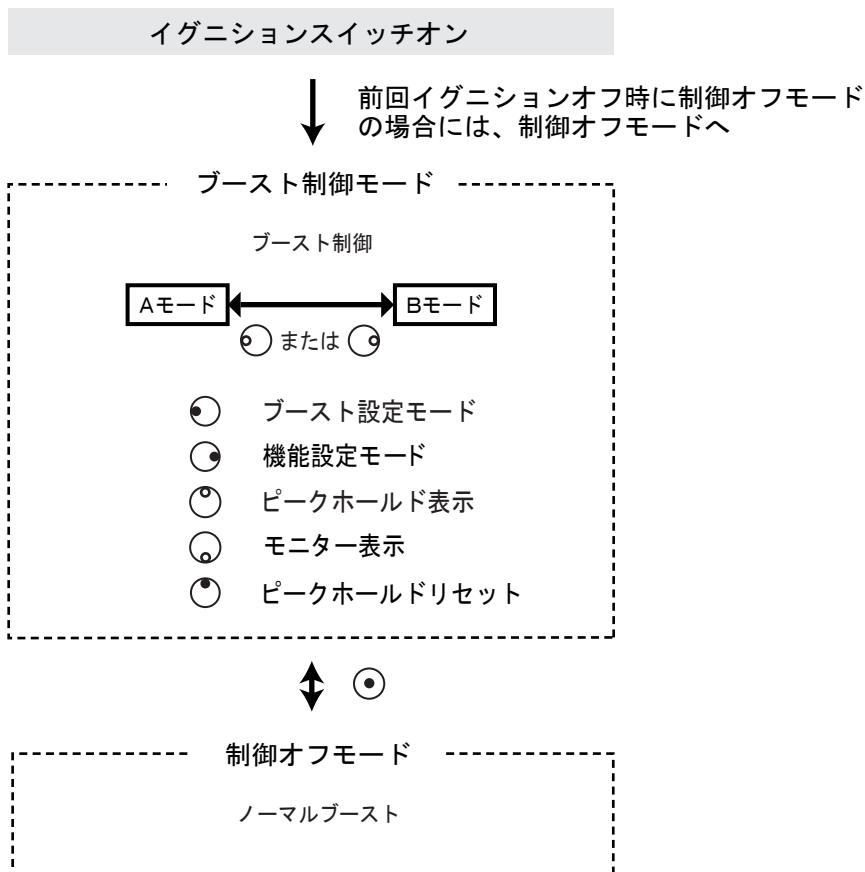 イグニションスイッチオン
前回イグニションオフ時に制御オフモード
の場合には、制御オフモードへ
ブースト制御モード
ブースト制御
Aモード
Bモード
または
ブースト設定モード
機能設定モード
ピークホールド表示
モニター表示
ピークホールドリセット
制御オフモード
ノーマルブースト